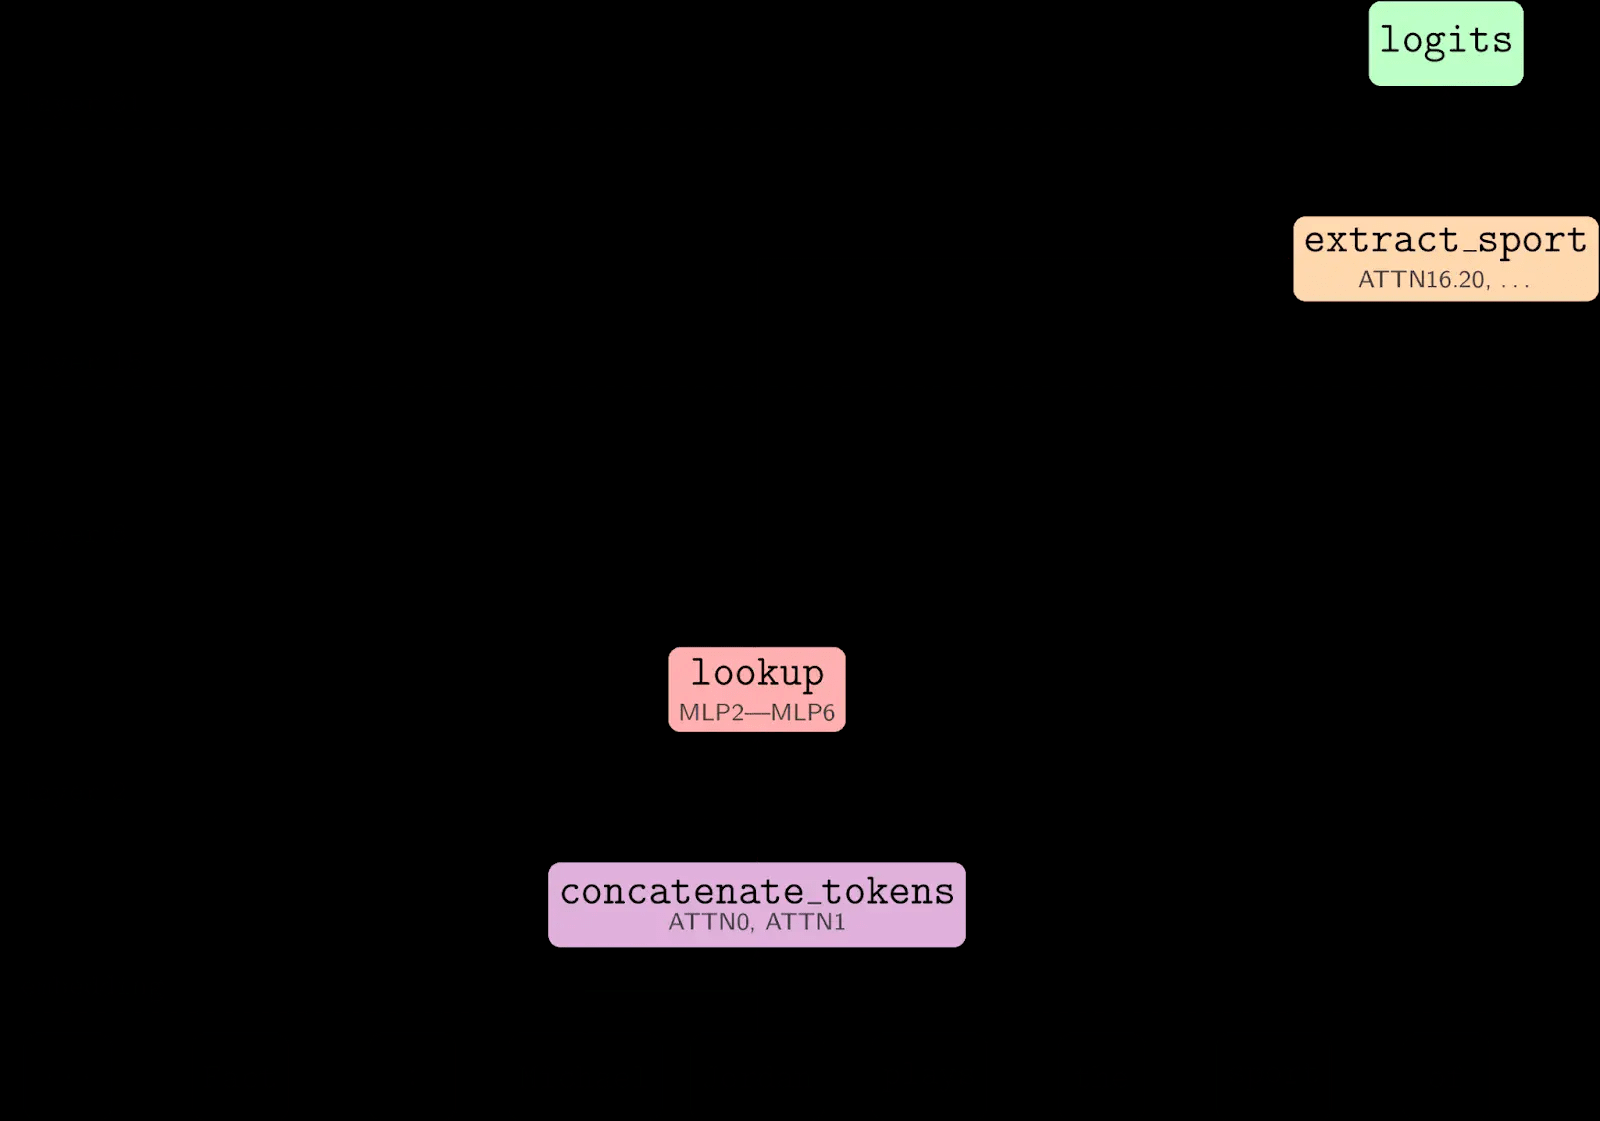 logits
extract_sport
ATTN16.20, ...
lookup
MLP2—MLP6
concatenate_tokens
ATTN0, ATTN1